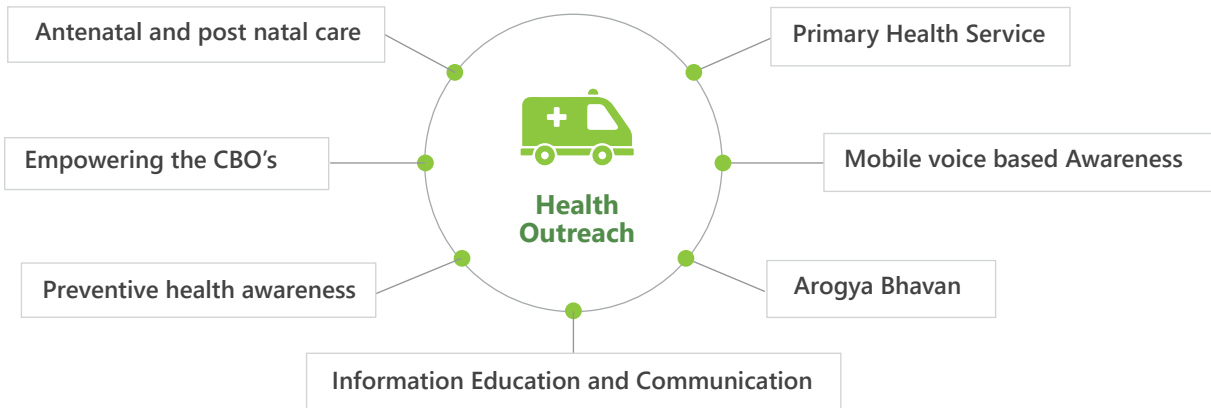 Antenatal and post natal care
Primary Health Service
Empowering the CBO's
Mobile voice based Awareness
Health
Outreach
Preventive health awareness
Arogya Bhavan
Information Education and Communication